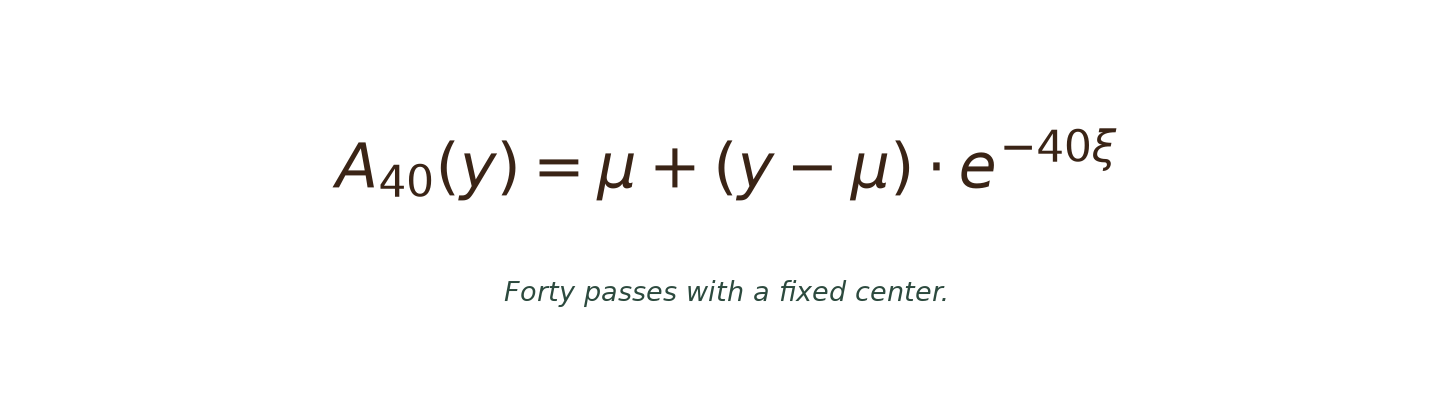 A₄₀(y) = μ + (y − μ) · e^{−40ξ}
Forty passes with a fixed center.